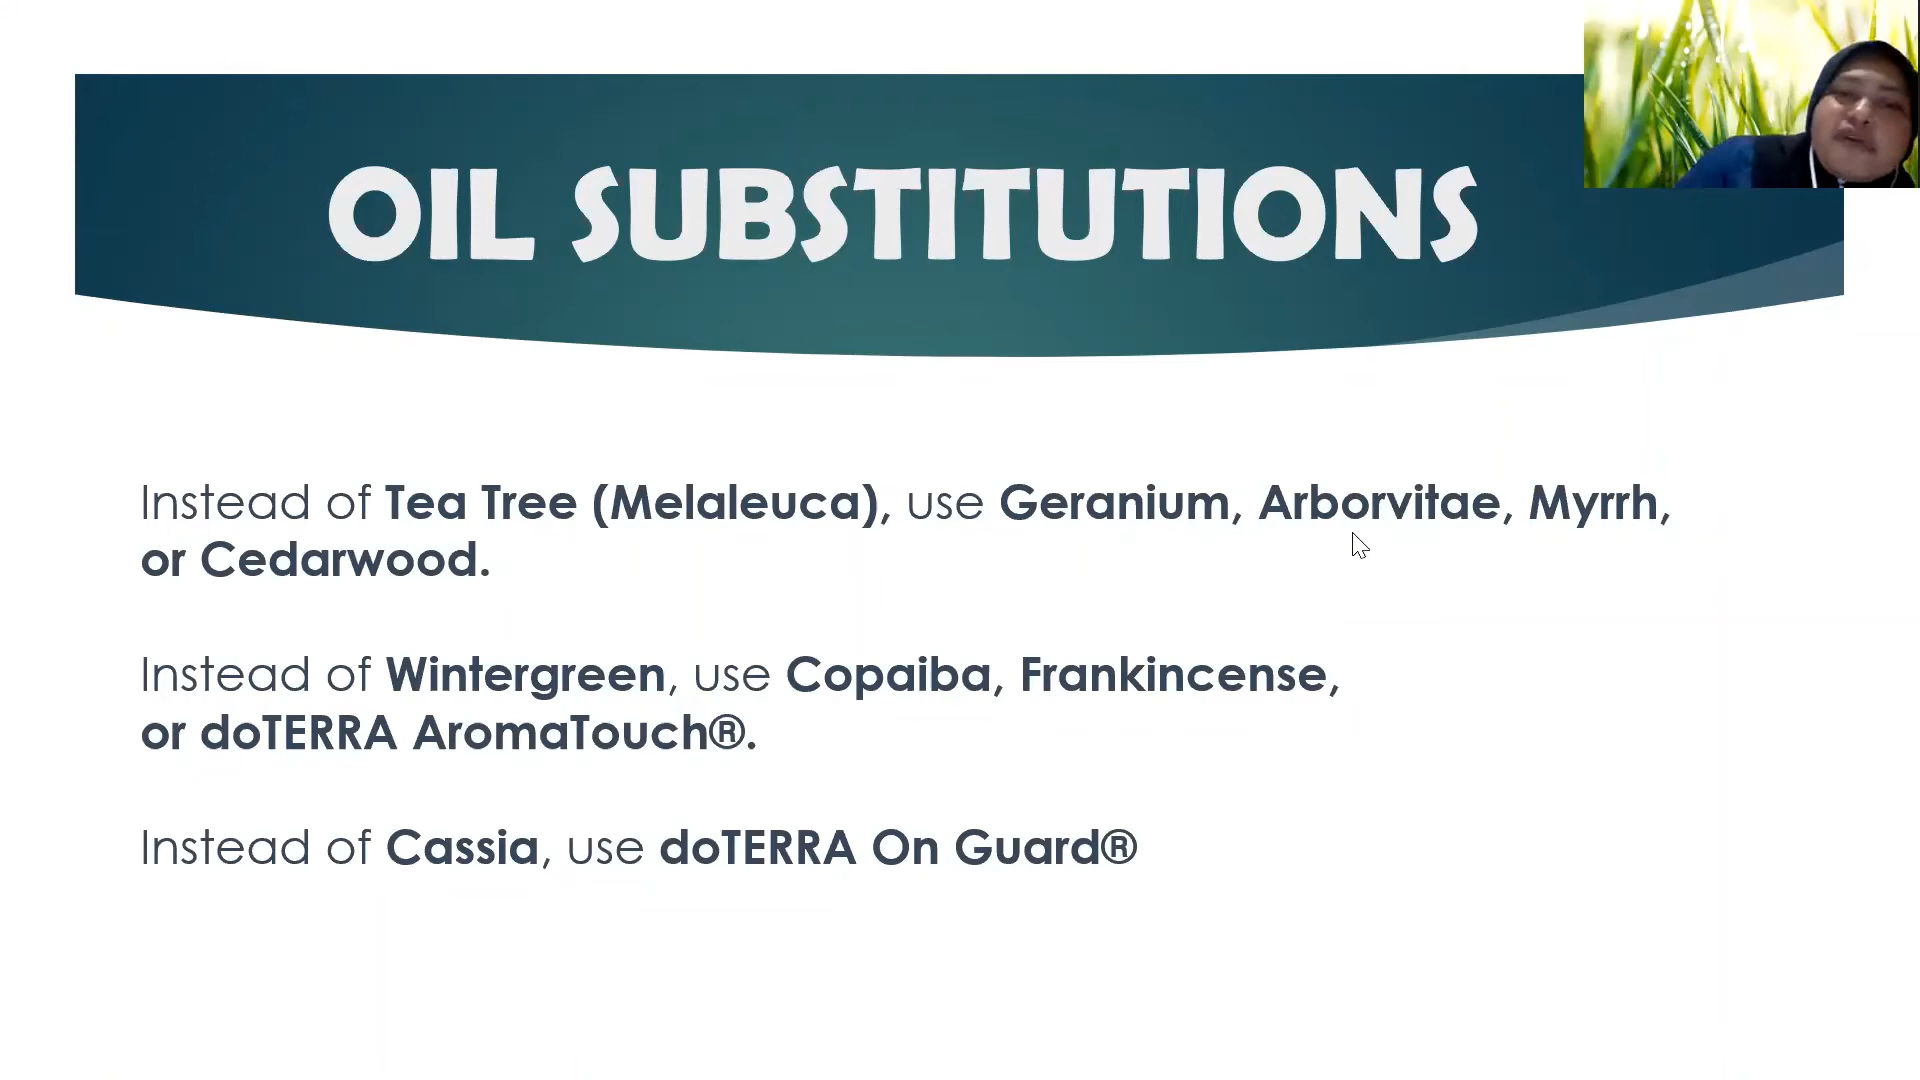 OIL SUBSTITUTIONS
Instead of Tea Tree (Melaleuca), use Geranium, Arborvitae, Myrrh,
or Cedarwood.
Instead of Wintergreen, use Copaiba, Frankincense,
or doTERRA AromaTouch®.
Instead of Cassia, use doTERRA On Guard®